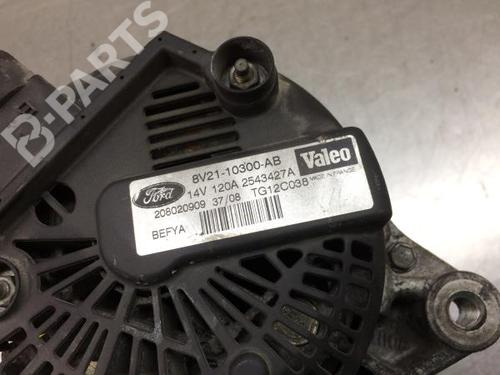 B-PARTS
8V21-10300-AB
Ford
14V 120A 2543427A
Valeo
208020909 37/08 TG12C038
MADE IN FRANCE
BEFYA